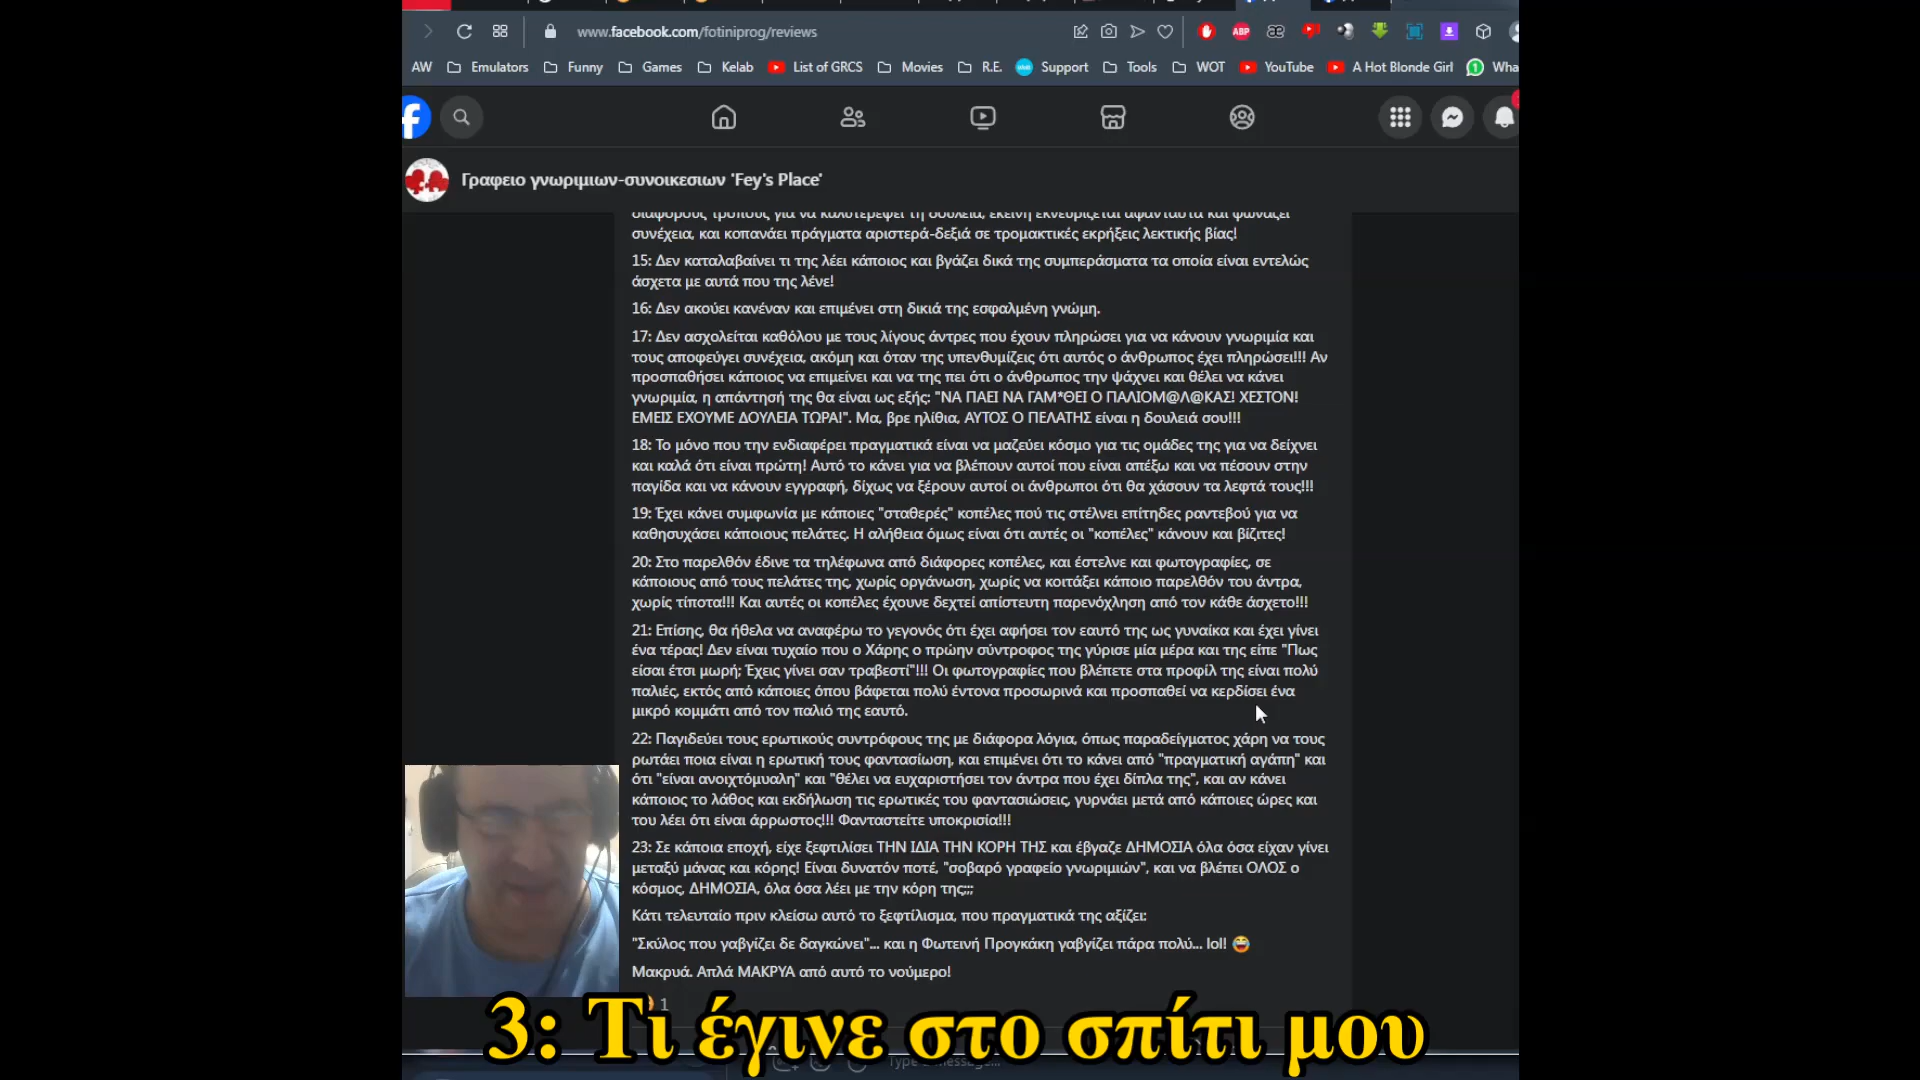 www.facebook.com/fotiniprog/reviews
AW Emulators Funny Games Kelab List of GRCS Movies R.E. Support Tools WOT YouTube A Hot Blonde Girl Wha
Γραφειο γνωριμιων-συνοικεσιων 'Fey's Place'
διάφορους τρόπους για να καλυτερέψει τη δουλειά, εκείνη εκνευρίζεται αφάνταστα και φωνάζει
συνέχεια, και κοπανάει πράγματα αριστερά-δεξιά σε τρομακτικές εκρήξεις λεκτικής βίας!
15: Δεν καταλαβαίνει τι της λέει κάποιος και βγάζει δικά της συμπεράσματα τα οποία είναι εντελώς
άσχετα με αυτά που της λένε!
16: Δεν ακούει κανέναν και επιμένει στη δικιά της εσφαλμένη γνώμη.
17: Δεν ασχολείται καθόλου με τους λίγους άντρες που έχουν πληρώσει για να κάνουν γνωριμία και
τους αποφεύγει συνέχεια, ακόμη και όταν της υπενθυμίζεις ότι αυτός ο άνθρωπος έχει πληρώσει!!! Αν
προσπαθήσει κάποιος να επιμείνει και να της πει ότι ο άνθρωπος την ψάχνει και θέλει να κάνει
γνωριμία, η απάντησή της θα είναι ως εξής: "ΝΑ ΠΑΕΙ ΝΑ ΓΑΜ*ΘΕΙ Ο ΠΑΛΙΟΜ@Λ@ΚΑΣ! ΧΕΣΤΟΝ!
ΕΜΕΙΣ ΕΧΟΥΜΕ ΔΟΥΛΕΙΑ ΤΩΡΑ!". Μα, βρε ηλίθια, ΑΥΤΟΣ Ο ΠΕΛΑΤΗΣ είναι η δουλειά σου!!!
18: Το μόνο που την ενδιαφέρει πραγματικά είναι να μαζεύει κόσμο για τις ομάδες της για να δείχνει
και καλά ότι είναι πρώτη! Αυτό το κάνει για να βλέπουν αυτοί που είναι απέξω και να πέσουν στην
παγίδα και να κάνουν εγγραφή, δίχως να ξέρουν αυτοί οι άνθρωποι ότι θα χάσουν τα λεφτά τους!!!
19: Έχει κάνει συμφωνία με κάποιες "σταθερές" κοπέλες πού τις στέλνει επίτηδες ραντεβού για να
καθησυχάσει κάποιους πελάτες. Η αλήθεια όμως είναι ότι αυτές οι "κοπέλες" κάνουν και βίζιτες!
20: Στο παρελθόν έδινε τα τηλέφωνα από διάφορες κοπέλες, και έστελνε και φωτογραφίες, σε
κάποιους από τους πελάτες της, χωρίς οργάνωση, χωρίς να κοιτάξει κάποιο παρελθόν του άντρα,
χωρίς τίποτα!!! Και αυτές οι κοπέλες έχουνε δεχτεί απίστευτη παρενόχληση από τον κάθε άσχετο!!!
21: Επίσης, θα ήθελα να αναφέρω το γεγονός ότι έχει αφήσει τον εαυτό της ως γυναίκα και έχει γίνει
ένα τέρας! Δεν είναι τυχαίο που ο Χάρης ο πρώην σύντροφος της γύρισε μία μέρα και της είπε "Πως
είσαι έτσι μωρή; Έχεις γίνει σαν τραβεστί"!!! Οι φωτογραφίες που βλέπετε στα προφίλ της είναι πολύ
παλιές, εκτός από κάποιες όπου βάφεται πολύ έντονα προσωρινά και προσπαθεί να κερδίσει ένα
μικρό κομμάτι από τον παλιό της εαυτό.
22: Παγιδεύει τους ερωτικούς συντρόφους της με διάφορα λόγια, όπως παραδείγματος χάρη να τους
ρωτάει ποια είναι η ερωτική τους φαντασίωση, και επιμένει ότι το κάνει από "πραγματική αγάπη" και
ότι "είναι ανοιχτόμυαλη" και "θέλει να ευχαριστήσει τον άντρα που έχει δίπλα της", και αν κάνει
κάποιος το λάθος και εκδήλωση τις ερωτικές του φαντασιώσεις, γυρνάει μετά από κάποιες ώρες και
του λέει ότι είναι άρρωστος!!! Φανταστείτε υποκρισία!!!
23: Σε κάποια εποχή, είχε ξεφτιλίσει ΤΗΝ ΙΔΙΑ ΤΗΝ ΚΟΡΗ ΤΗΣ και έβγαζε ΔΗΜΟΣΙΑ όλα όσα είχαν γίνει
μεταξύ μάνας και κόρης! Είναι δυνατόν ποτέ, "σοβαρό γραφείο γνωριμιών", και να βλέπει ΟΛΟΣ ο
κόσμος, ΔΗΜΟΣΙΑ, όλα όσα λέει με την κόρη της;;;
Κάτι τελευταίο πριν κλείσω αυτό το ξεφτίλισμα, που πραγματικά της αξίζει:
"Σκύλος που γαβγίζει δε δαγκώνει"... και η Φωτεινή Προγκάκη γαβγίζει πάρα πολύ... lol! 😂
Μακρυά. Απλά ΜΑΚΡΥΑ από αυτό το νούμερο!
1
3: Τι έγινε στο σπίτι μου